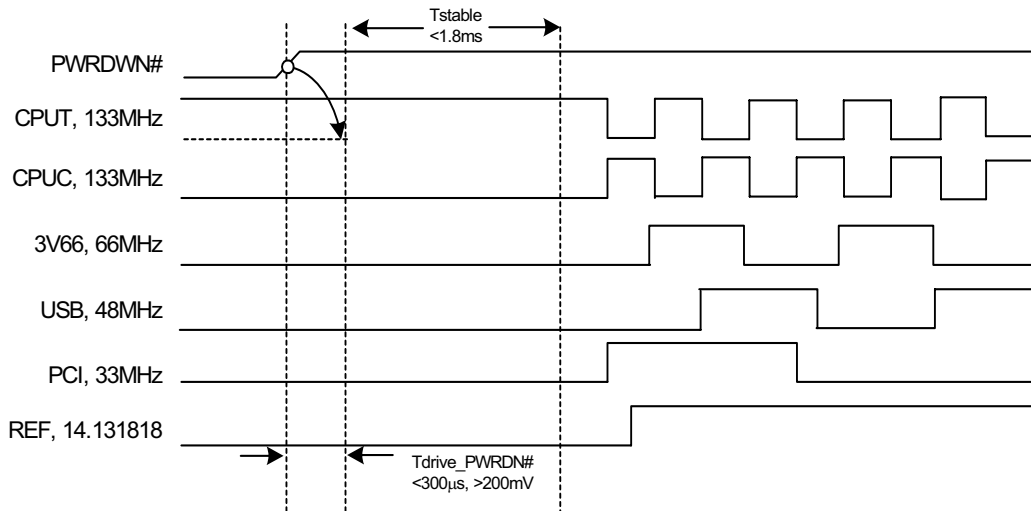 Tstable
<1.8ms
PWRDWN#
CPUT, 133MHz
CPUC, 133MHz
3V66, 66MHz
USB, 48MHz
PCI, 33MHz
REF, 14.131818
Tdrive_PWRDN#
<300μs, >200mV